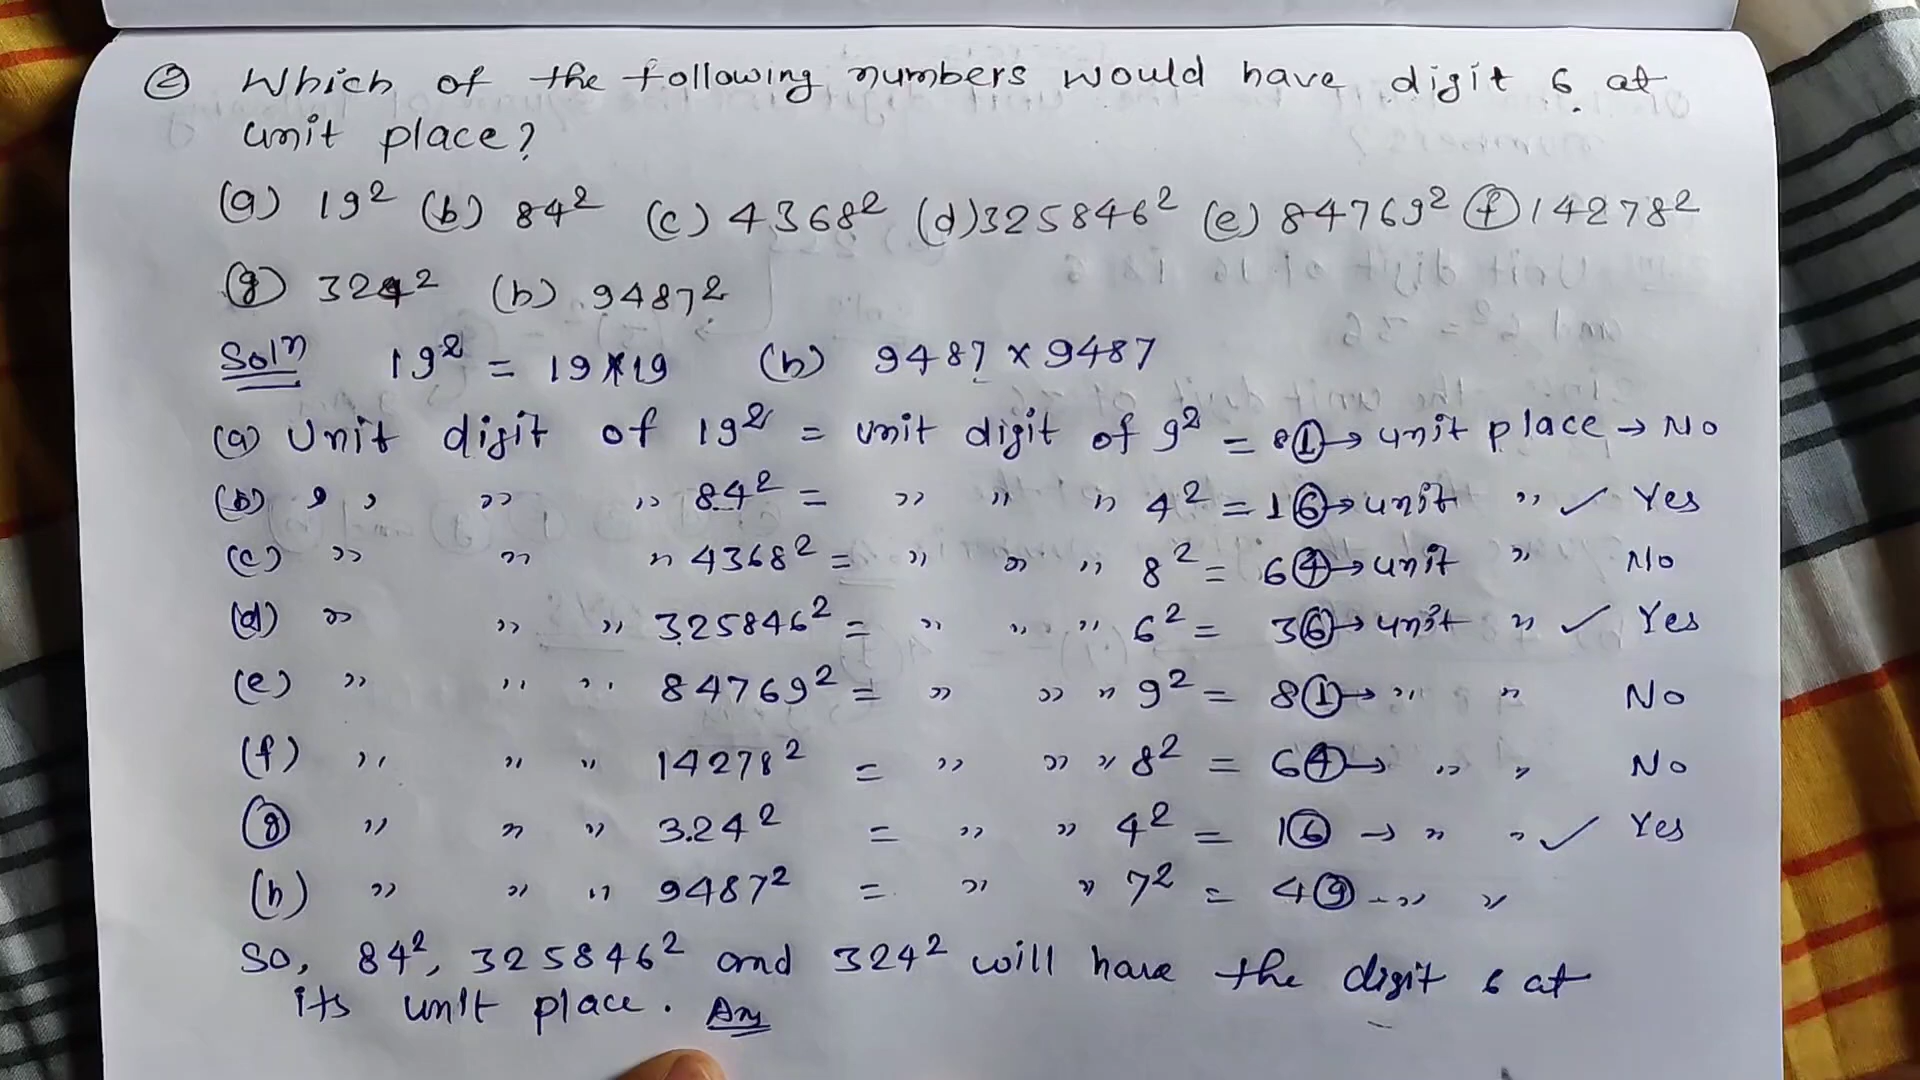 ② Which of the following numbers would have digit 6 at
unit place?
(a) 19² (b) 84² (c) 4368² (d) 325846² (e) 84769² (f) 14278²
(g) 324² (h) 9487²
Solⁿ 19² = 19×19 (h) 9487 × 9487
(a) Unit digit of 19² = unit digit of 9² = 81 → unit place → No
(b) ,, ,, ,, 84² = ,, ,, ,, 4² = 16 → unit ,, ✓ Yes
(c) ,, ,, ,, 4368² = ,, ,, ,, 8² = 64 → unit ,, No
(d) ,, ,, ,, 325846² = ,, ,, ,, 6² = 36 → unit ,, ✓ Yes
(e) ,, ,, ,, 84769² = ,, ,, ,, 9² = 81 → ,, ,, No
(f) ,, ,, ,, 14278² = ,, ,, ,, 8² = 64 → ,, ,, No
(g) ,, ,, ,, 3.24² = ,, ,, 4² = 16 → ,, ,, ✓ Yes
(h) ,, ,, ,, 9487² = ,, ,, 7² = 49 → ,, ,,
So, 84², 325846² and 324² will have the digit 6 at
its unit place. Ans